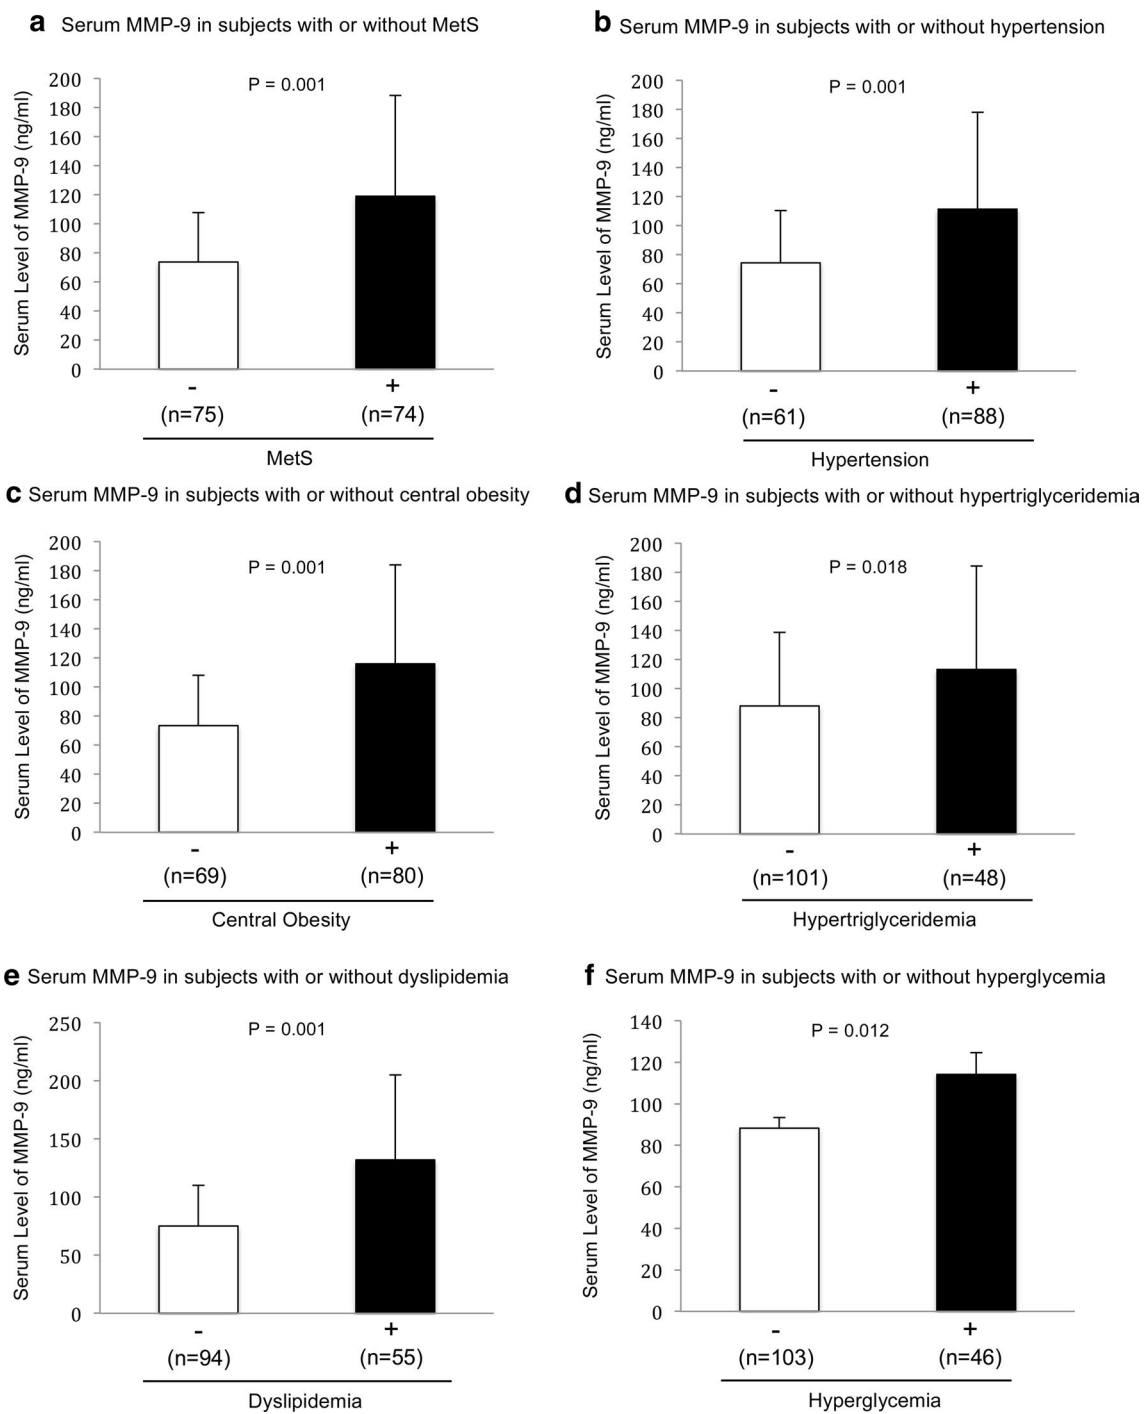 a Serum MMP-9 in subjects with or without MetS
P = 0.001
Serum Level of MMP-9 (ng/ml)
200
180
160
140
120
100
80
60
40
20
0
- +
(n=75) (n=74)
MetS
b Serum MMP-9 in subjects with or without hypertension
P = 0.001
Serum Level of MMP-9 (ng/ml)
200
180
160
140
120
100
80
60
40
20
0
- +
(n=61) (n=88)
Hypertension
c Serum MMP-9 in subjects with or without central obesity
P = 0.001
Serum Level of MMP-9 (ng/ml)
200
180
160
140
120
100
80
60
40
20
0
- +
(n=69) (n=80)
Central Obesity
d Serum MMP-9 in subjects with or without hypertriglyceridemia
P = 0.018
Serum Level of MMP-9 (ng/ml)
200
180
160
140
120
100
80
60
40
20
0
- +
(n=101) (n=48)
Hypertriglyceridemia
e Serum MMP-9 in subjects with or without dyslipidemia
P = 0.001
Serum Level of MMP-9 (ng/ml)
250
200
150
100
50
0
- +
(n=94) (n=55)
Dyslipidemia
f Serum MMP-9 in subjects with or without hyperglycemia
P = 0.012
Serum Level of MMP-9 (ng/ml)
140
120
100
80
60
40
20
0
- +
(n=103) (n=46)
Hyperglycemia